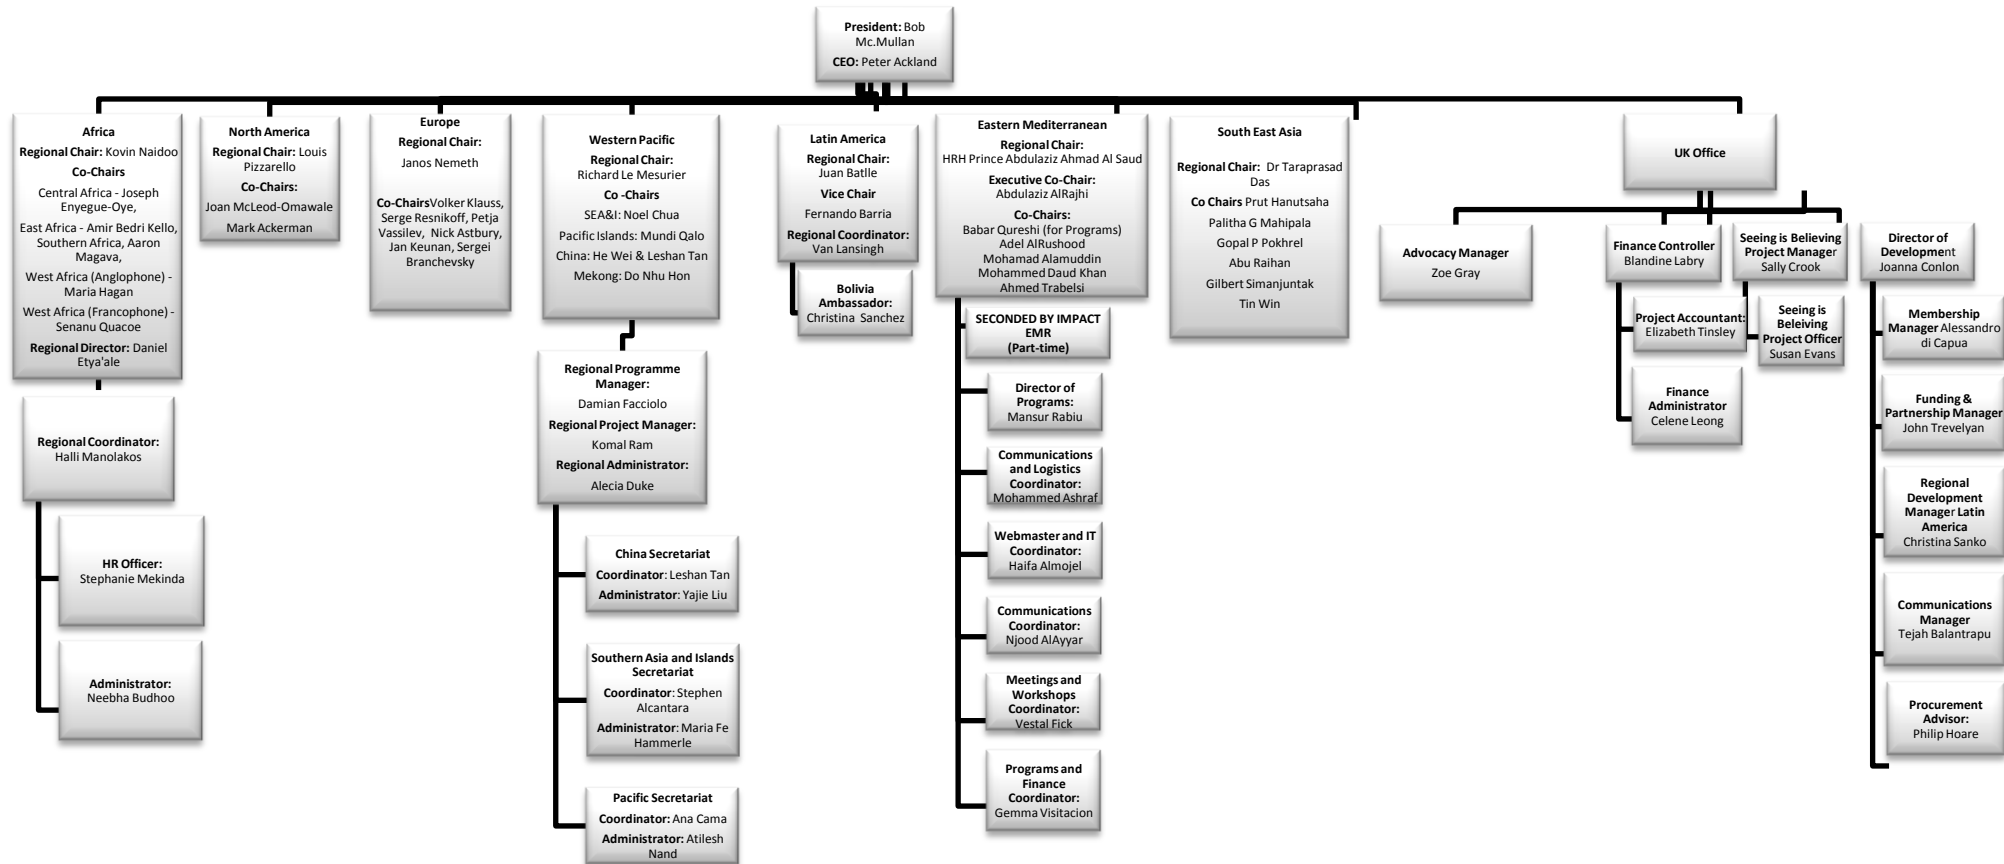 President: Bob
Mc.Mullan
CEO: Peter Ackland
Africa
Regional Chair: Kovin Naidoo
Co-Chairs
Central Africa - Joseph
Enyegue-Oye,
East Africa - Amir Bedri Kello,
Southern Africa, Aaron
Magava,
West Africa (Anglophone) -
Maria Hagan
West Africa (Francophone) -
Senanu Quacoe
Regional Director: Daniel
Etya'ale
Regional Coordinator:
Halli Manolakos
HR Officer:
Stephanie Mekinda
Administrator:
Neebha Budhoo
North America
Regional Chair: Louis
Pizzarello
Co-Chairs:
Joan McLeod-Omawale
Mark Ackerman
Europe
Regional Chair:
Janos Nemeth
Co-ChairsVolker Klauss,
Serge Resnikoff, Petja
Vassilev, Nick Astbury,
Jan Keunan, Sergei
Branchevsky
Western Pacific
Regional Chair:
Richard Le Mesurier
Co -Chairs
SEA&I: Noel Chua
Pacific Islands: Mundi Qalo
China: He Wei & Leshan Tan
Mekong: Do Nhu Hon
Regional Programme
Manager:
Damian Facciolo
Regional Project Manager:
Komal Ram
Regional Administrator:
Alecia Duke
China Secretariat
Coordinator: Leshan Tan
Administrator: Yajie Liu
Southern Asia and Islands
Secretariat
Coordinator: Stephen
Alcantara
Administrator: Maria Fe
Hammerle
Pacific Secretariat
Coordinator: Ana Cama
Administrator: Atilesh
Nand
Latin America
Regional Chair:
Juan Batlle
Vice Chair
Fernando Barria
Regional Coordinator:
Van Lansingh
Bolivia
Ambassador:
Christina Sanchez
Eastern Mediterranean
Regional Chair:
HRH Prince Abdulaziz Ahmad Al Saud
Executive Co-Chair:
Abdulaziz AlRajhi
Co-Chairs:
Babar Qureshi (for Programs)
Adel AlRushood
Mohamad Alamuddin
Mohammed Daud Khan
Ahmed Trabelsi
SECONDED BY IMPACT
EMR
(Part-time)
Director of
Programs:
Mansur Rabiu
Communications
and Logistics
Coordinator:
Mohammed Ashraf
Webmaster and IT
Coordinator:
Haifa Almojel
Communications
Coordinator:
Njood AlAyyar
Meetings and
Workshops
Coordinator:
Vestal Fick
Programs and
Finance
Coordinator:
Gemma Visitacion
South East Asia
Regional Chair: Dr Taraprasad
Das
Co Chairs Prut Hanutsaha
Palitha G Mahipala
Gopal P Pokhrel
Abu Raihan
Gilbert Simanjuntak
Tin Win
UK Office
Advocacy Manager
Zoe Gray
Finance Controller
Blandine Labry
Project Accountant:
Elizabeth Tinsley
Finance
Administrator
Celene Leong
Seeing is Believing
Project Manager
Sally Crook
Seeing is
Beleiving
Project Officer
Susan Evans
Director of
Development
Joanna Conlon
Membership
Manager Alessandro
di Capua
Funding &
Partnership Manager
John Trevelyan
Regional
Development
Manager Latin
America
Christina Sanko
Communications
Manager
Tejah Balantrapu
Procurement
Advisor:
Philip Hoare